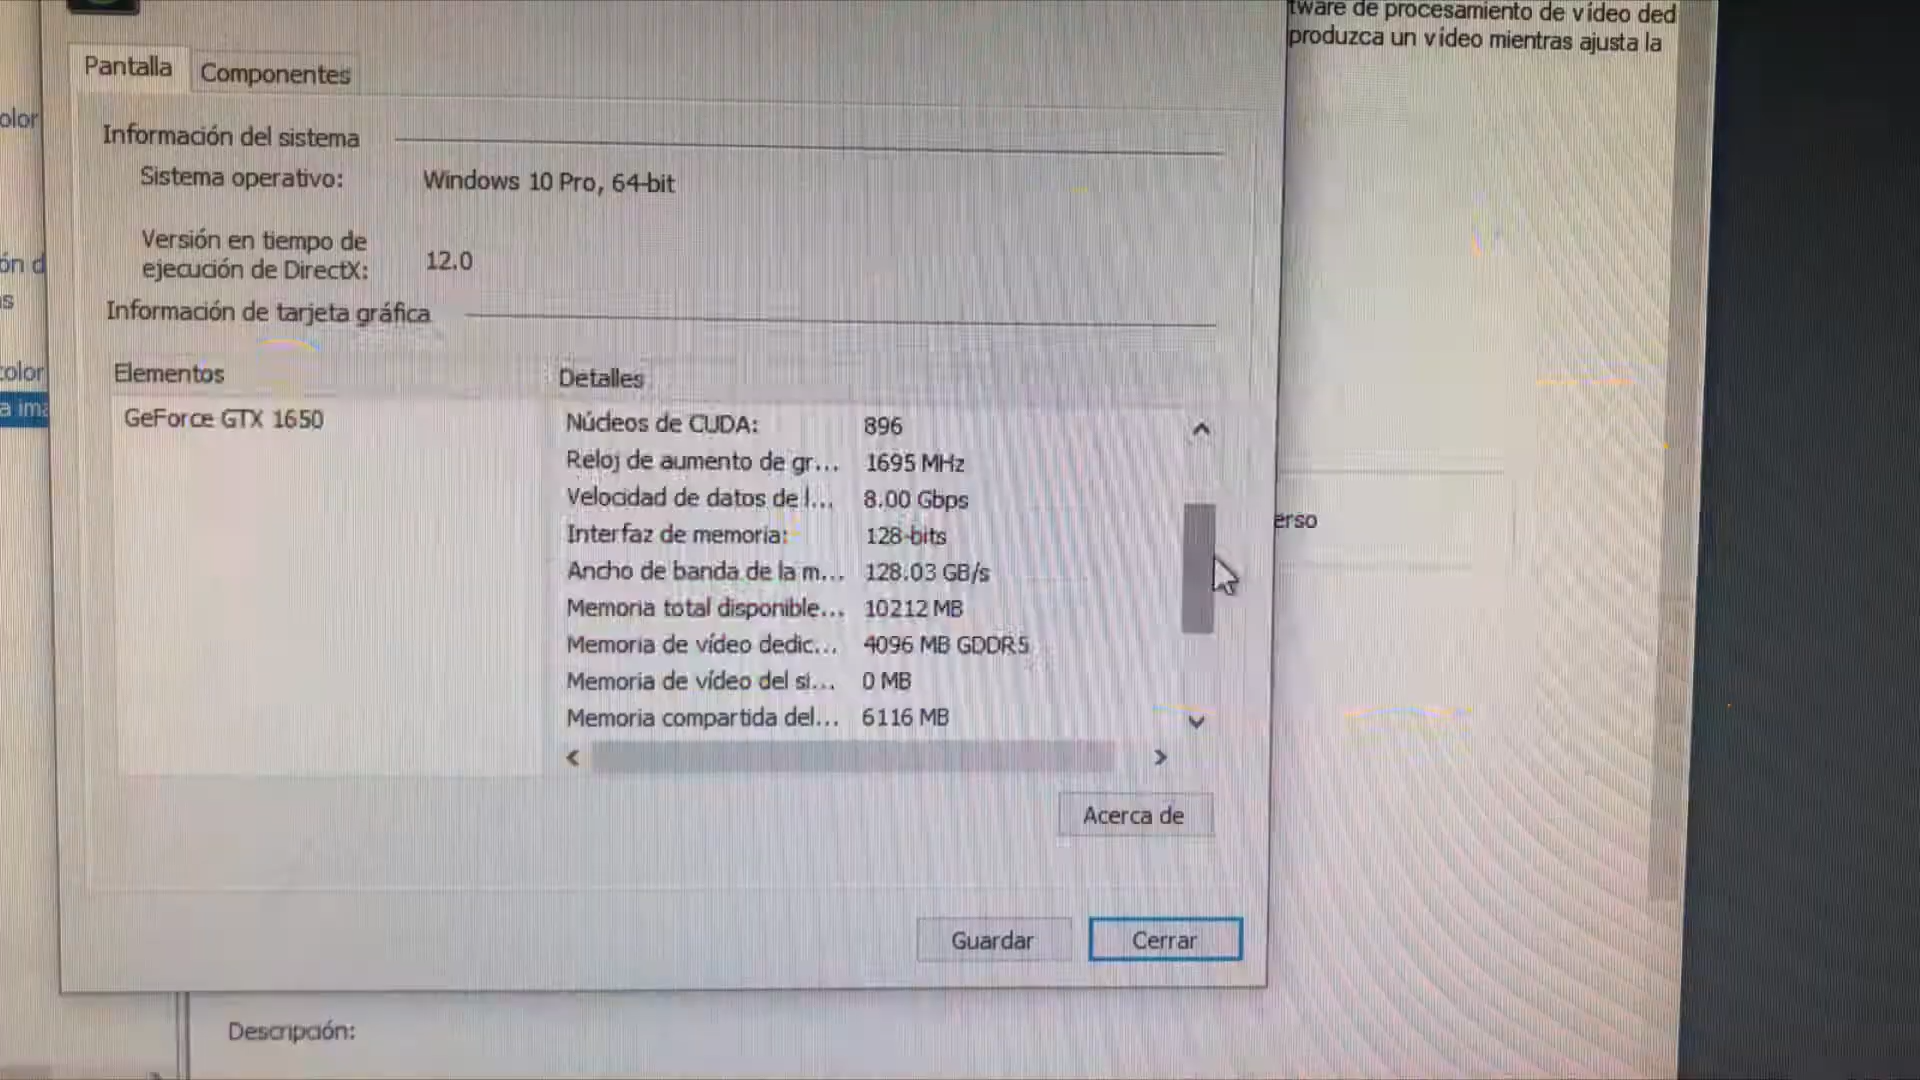 tware de procesamiento de vídeo ded
produzca un vídeo mientras ajusta la
Pantalla
Componentes
olor
Información del sistema
Sistema operativo: Windows 10 Pro, 64-bit
Versión en tiempo de
ejecución de DirectX: 12.0
ón d
s
Información de tarjeta gráfica
color
a ima
Elementos
Detalles
GeForce GTX 1650
Núcleos de CUDA: 896
Reloj de aumento de gr... 1695 MHz
Velocidad de datos de l... 8.00 Gbps
Interfaz de memoria: 128-bits
Ancho de banda de la m... 128.03 GB/s
Memoria total disponible... 10212 MB
Memoria de vídeo dedic... 4096 MB GDDR5
Memoria de vídeo del si... 0 MB
Memoria compartida del... 6116 MB
erso
Acerca de
Guardar
Cerrar
Descripción: